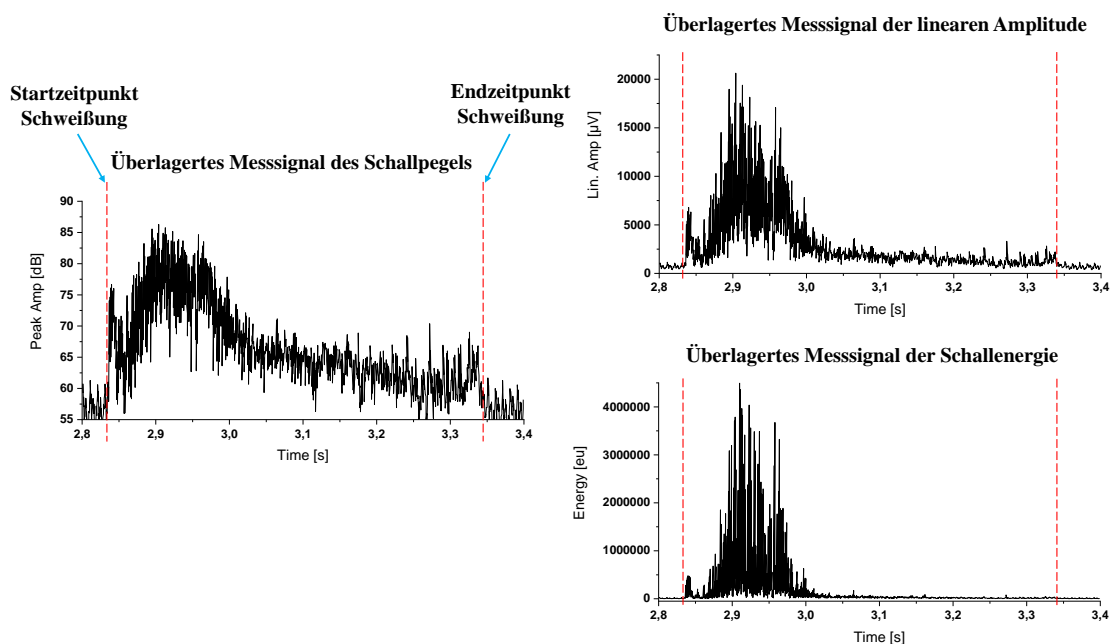 Startzeitpunkt
Schweißung
Endzeitpunkt
Schweißung
Überlagertes Messsignal des Schallpegels
90
85
80
75
70
65
60
55
Peak Amp [dB]
2,8 2,9 3,0 3,1 3,2 3,3 3,4
Time [s]
Überlagertes Messsignal der linearen Amplitude
20000
15000
10000
5000
0
Lin. Amp [µV]
2,8 2,9 3,0 3,1 3,2 3,3 3,4
Time [s]
Überlagertes Messsignal der Schallenergie
4000000
3000000
2000000
1000000
0
Energy [eu]
2,8 2,9 3,0 3,1 3,2 3,3 3,4
Time [s]